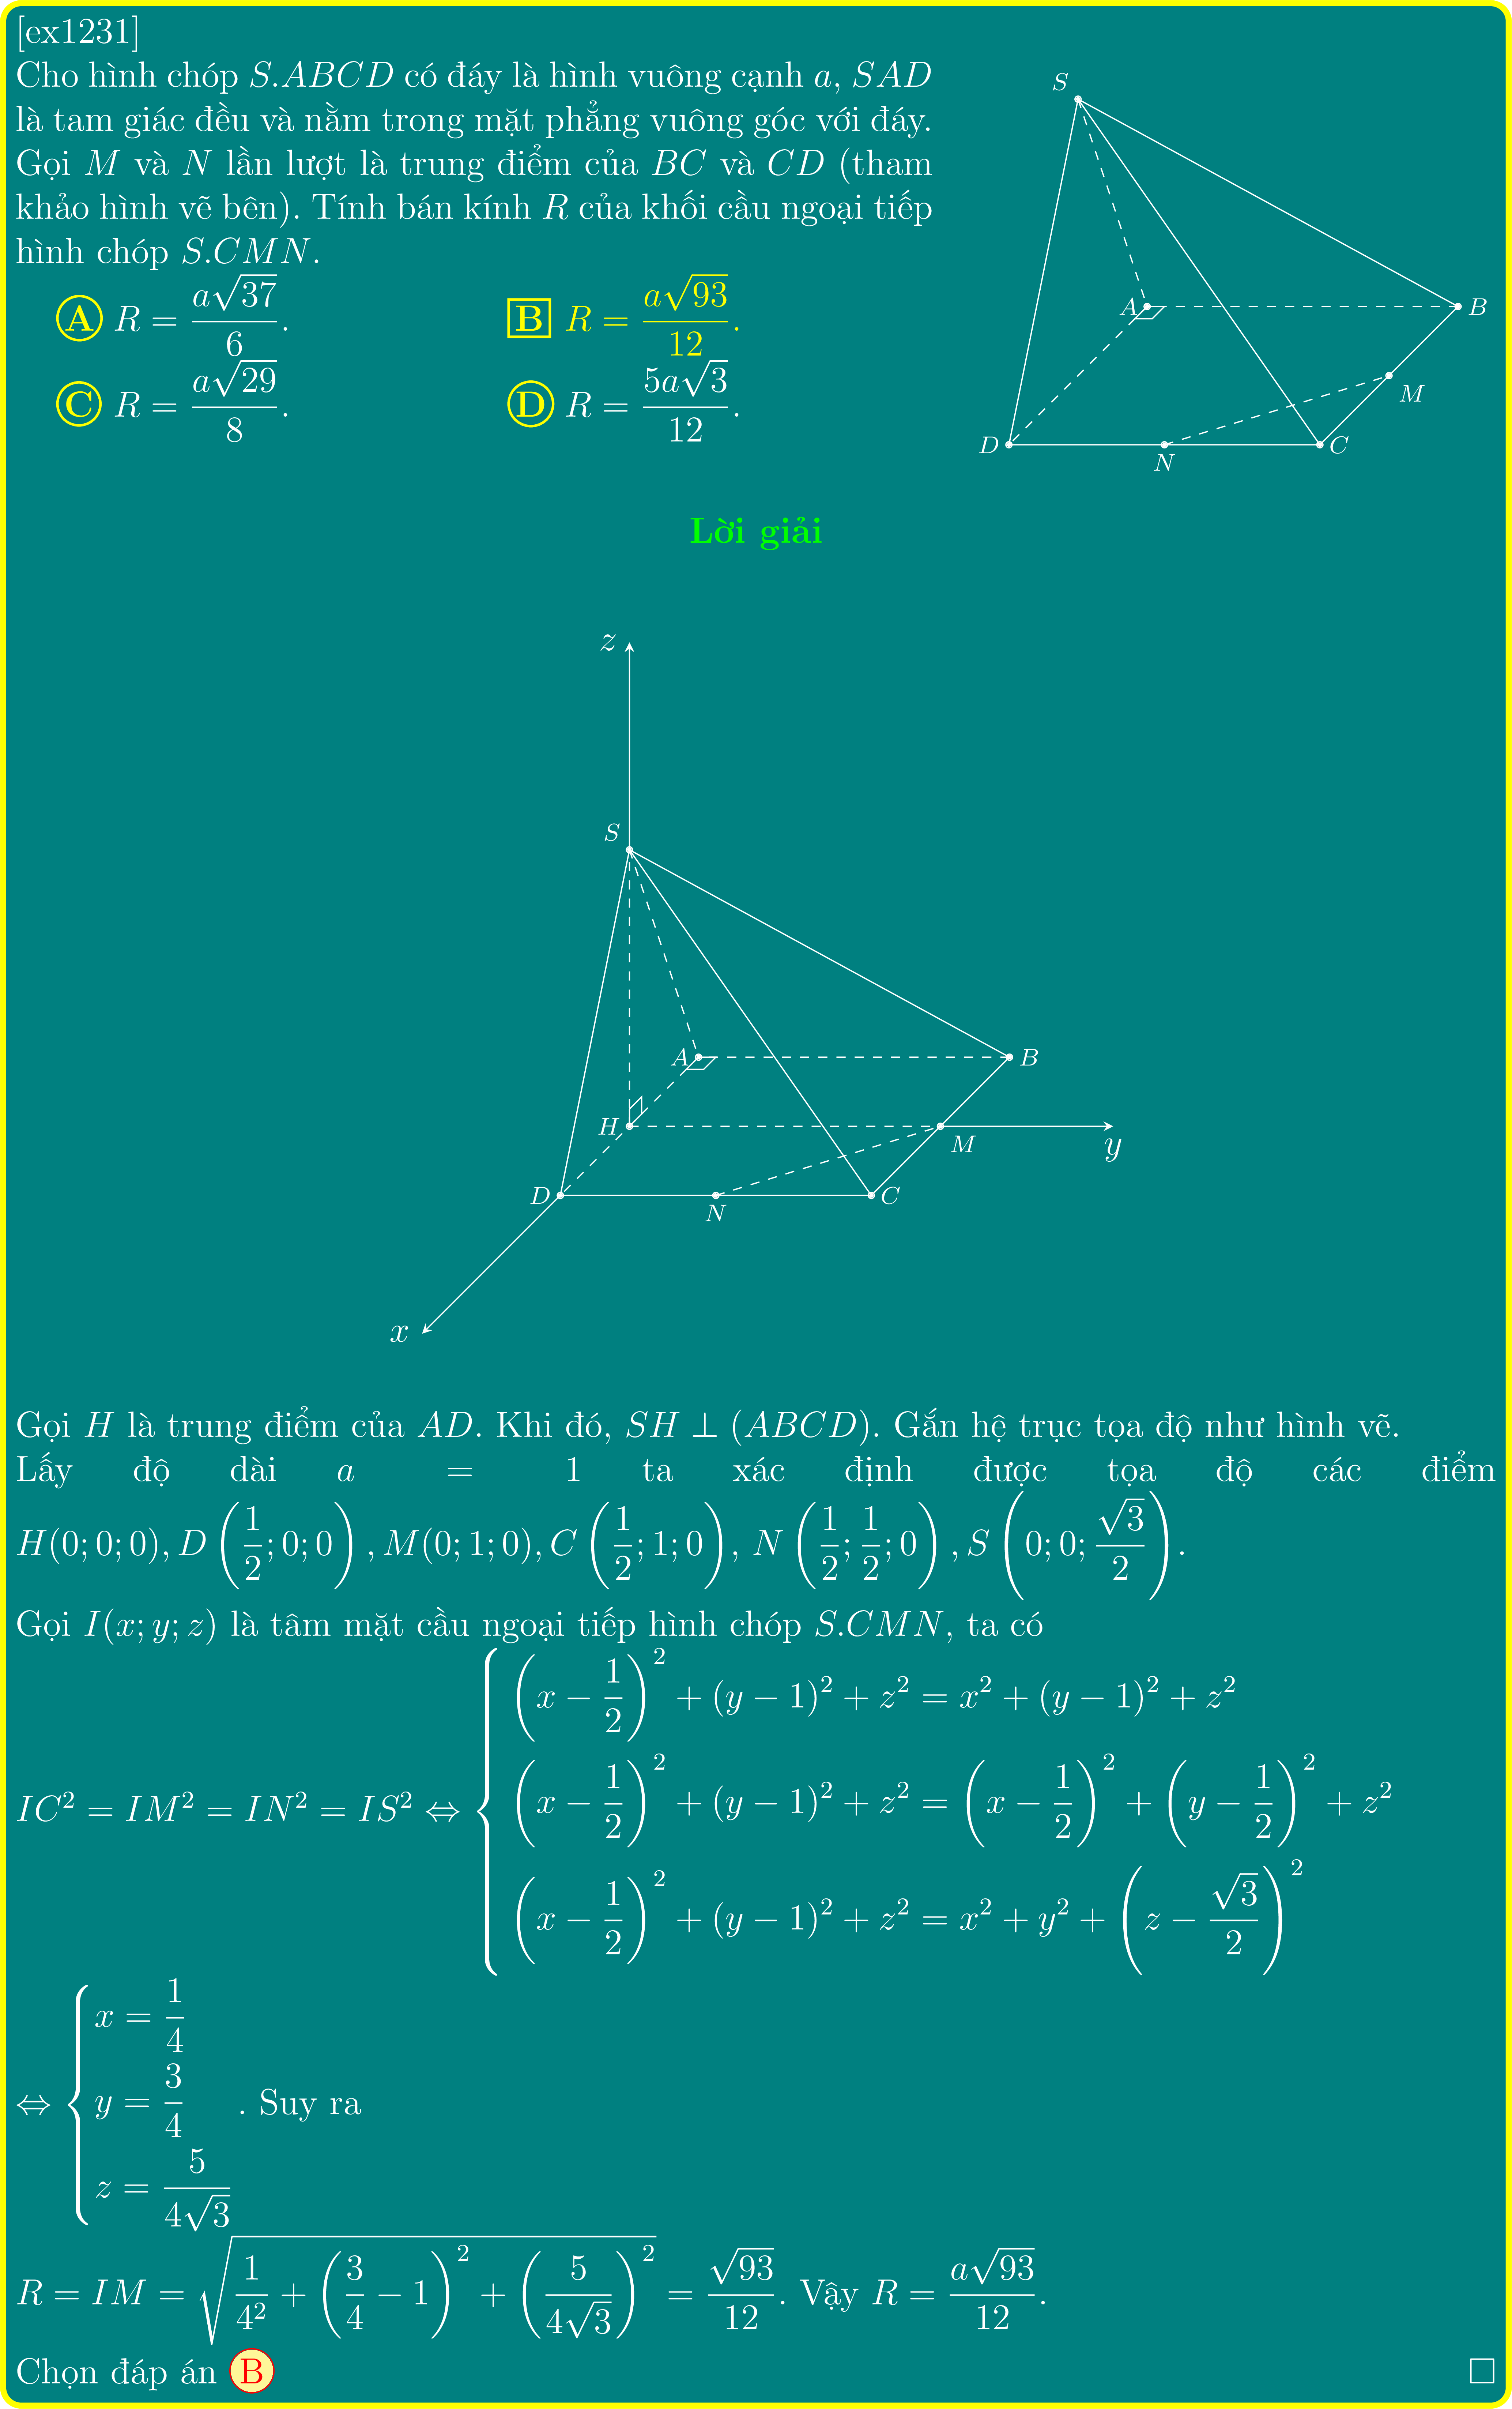 [ex1231]
Cho hình chóp S.ABCD có đáy là hình vuông cạnh a, SAD
là tam giác đều và nằm trong mặt phẳng vuông góc với đáy.
Gọi M và N lần lượt là trung điểm của BC và CD (tham
khảo hình vẽ bên). Tính bán kính R của khối cầu ngoại tiếp
hình chóp S.CMN.
A R = \frac{a\sqrt{37}}{6}. B R = \frac{a\sqrt{93}}{12}.
C R = \frac{a\sqrt{29}}{8}. D R = \frac{5a\sqrt{3}}{12}.
S
A
B
M
D
N
C
Lời giải
z
S
A
B
H
M
y
D
N
C
x
Gọi H là trung điểm của AD. Khi đó, SH ⊥ (ABCD). Gắn hệ trục tọa độ như hình vẽ.
Lấy độ dài a = 1 ta xác định được tọa độ các điểm
H(0; 0; 0), D\left(\frac{1}{2}; 0; 0\right), M(0; 1; 0), C\left(\frac{1}{2}; 1; 0\right), N\left(\frac{1}{2}; \frac{1}{2}; 0\right), S\left(0; 0; \frac{\sqrt{3}}{2}\right).
Gọi I(x; y; z) là tâm mặt cầu ngoại tiếp hình chóp S.CMN, ta có
IC^2 = IM^2 = IN^2 = IS^2 ⇔ \begin{cases} \left(x - \frac{1}{2}\right)^2 + (y - 1)^2 + z^2 = x^2 + (y - 1)^2 + z^2 \\ \left(x - \frac{1}{2}\right)^2 + (y - 1)^2 + z^2 = \left(x - \frac{1}{2}\right)^2 + \left(y - \frac{1}{2}\right)^2 + z^2 \\ \left(x - \frac{1}{2}\right)^2 + (y - 1)^2 + z^2 = x^2 + y^2 + \left(z - \frac{\sqrt{3}}{2}\right)^2 \end{cases}
⇔ \begin{cases} x = \frac{1}{4} \\ y = \frac{3}{4} \\ z = \frac{5}{4\sqrt{3}} \end{cases}. Suy ra
R = IM = \sqrt{\frac{1}{4^2} + \left(\frac{3}{4} - 1\right)^2 + \left(\frac{5}{4\sqrt{3}}\right)^2} = \frac{\sqrt{93}}{12}. Vậy R = \frac{a\sqrt{93}}{12}.
Chọn đáp án B □